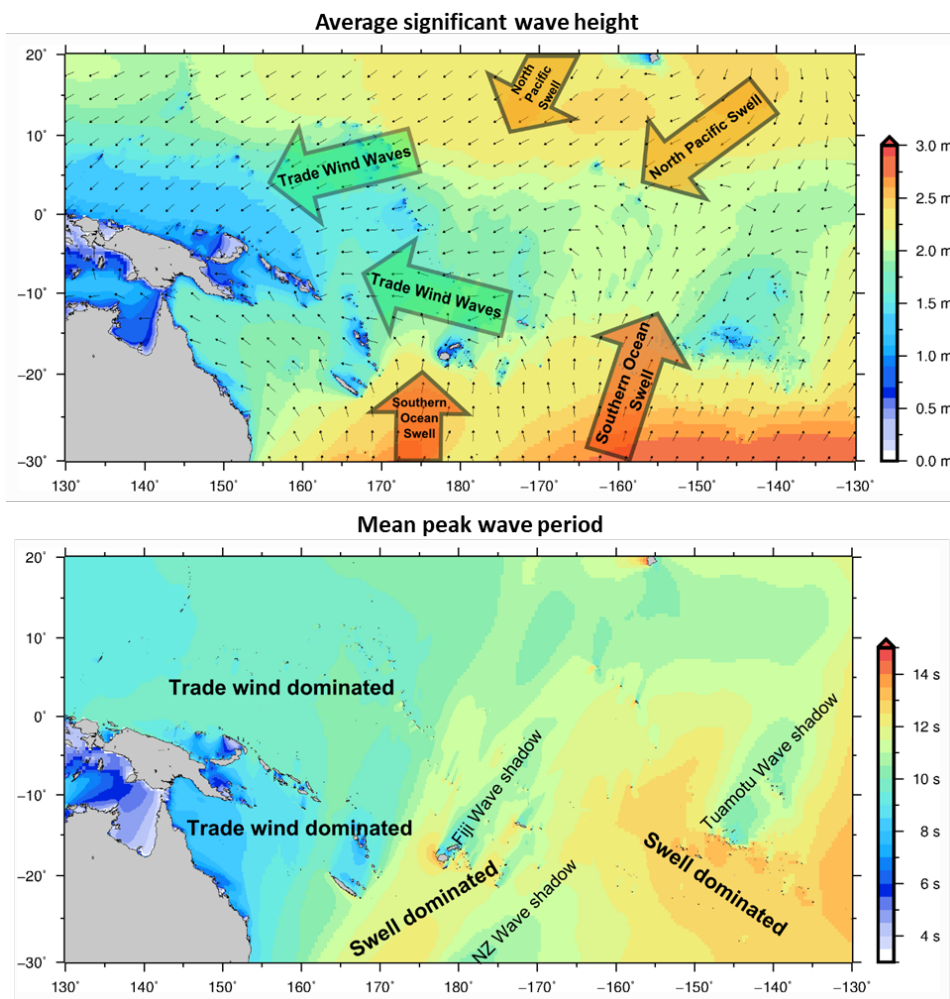 Average significant wave height
20˚
10˚
0˚
−10˚
−20˚
−30˚
130˚ 140˚ 150˚ 160˚ 170˚ 180˚ −170˚ −160˚ −150˚ −140˚ −130˚
North
Pacific
Swell
North Pacific Swell
Trade Wind Waves
Trade Wind Waves
Southern
Ocean
Swell
Southern Ocean
Swell
3.0 m
2.5 m
2.0 m
1.5 m
1.0 m
0.5 m
0.0 m
Mean peak wave period
20˚
10˚
0˚
−10˚
−20˚
−30˚
130˚ 140˚ 150˚ 160˚ 170˚ 180˚ −170˚ −160˚ −150˚ −140˚ −130˚
Trade wind dominated
Trade wind dominated
Fiji Wave shadow
Tuamotu Wave shadow
Swell dominated
Swell dominated
NZ Wave shadow
14 s
12 s
10 s
8 s
6 s
4 s